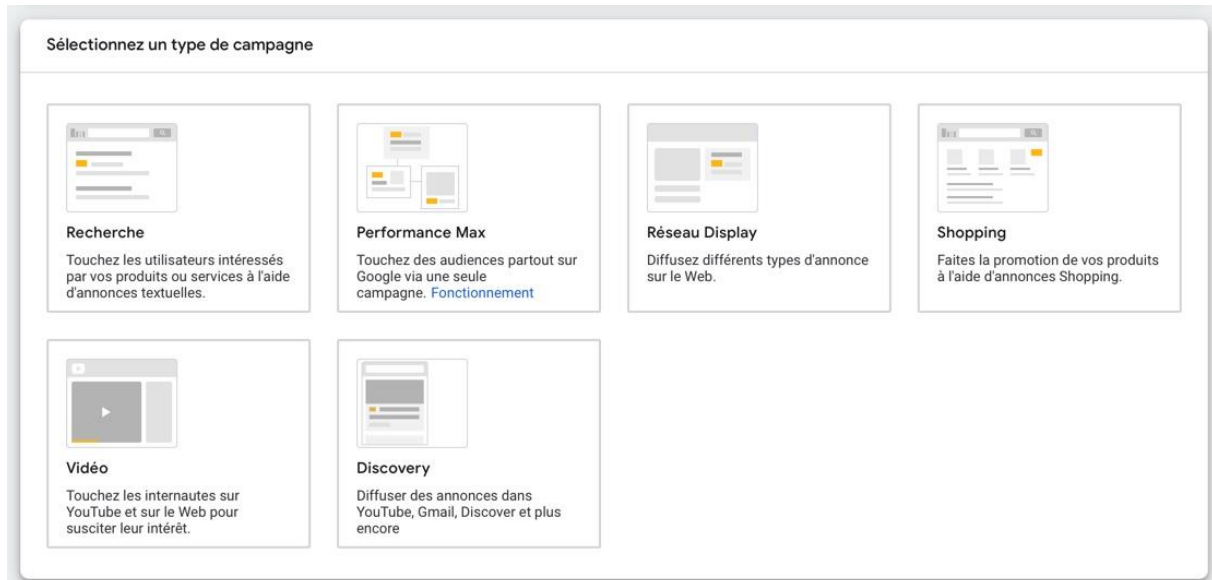 Sélectionnez un type de campagne
Recherche
Touchez les utilisateurs intéressés
par vos produits ou services à l'aide
d'annonces textuelles.
Performance Max
Touchez des audiences partout sur
Google via une seule
campagne. Fonctionnement
Réseau Display
Diffusez différents types d'annonce
sur le Web.
Shopping
Faites la promotion de vos produits
à l'aide d'annonces Shopping.
Vidéo
Touchez les internautes sur
YouTube et sur le Web pour
susciter leur intérêt.
Discovery
Diffuser des annonces dans
YouTube, Gmail, Discover et plus
encore